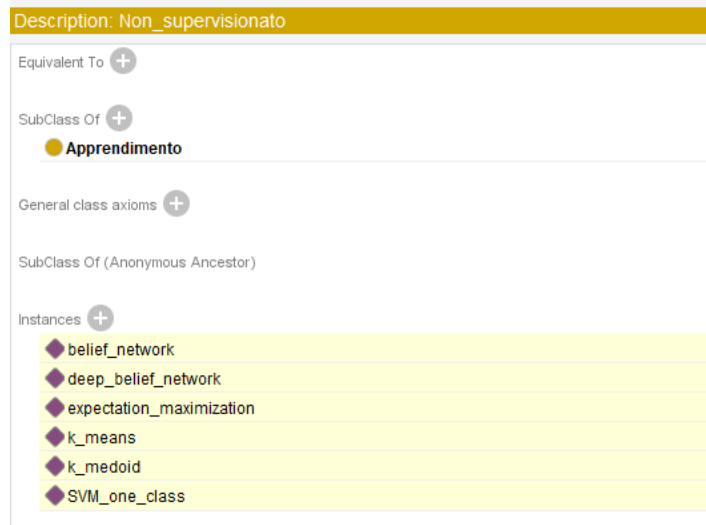 Description: Non_supervisionato
Equivalent To
SubClass Of
Apprendimento
General class axioms
SubClass Of (Anonymous Ancestor)
Instances
belief_network
deep_belief_network
expectation_maximization
k_means
k_medoid
SVM_one_class